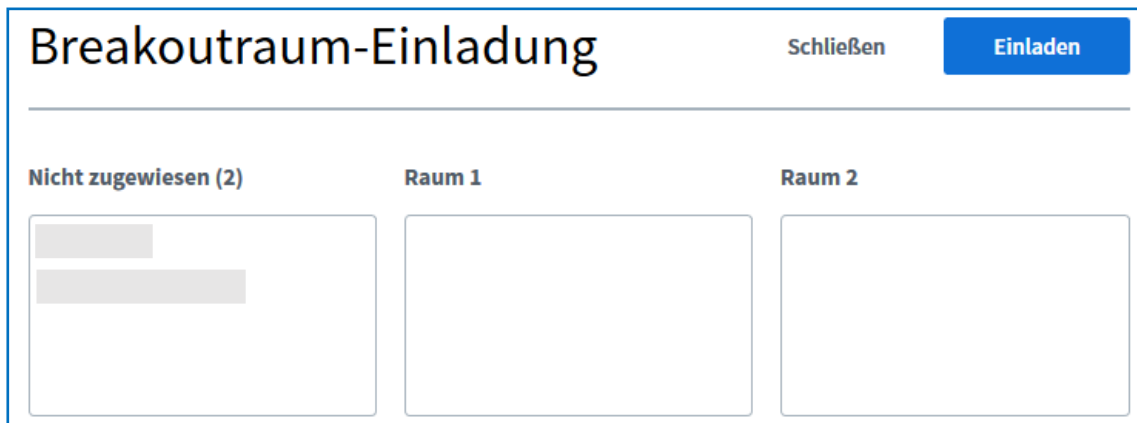 Breakoutraum-Einladung
Schließen
Einladen
Nicht zugewiesen (2)
Raum 1
Raum 2